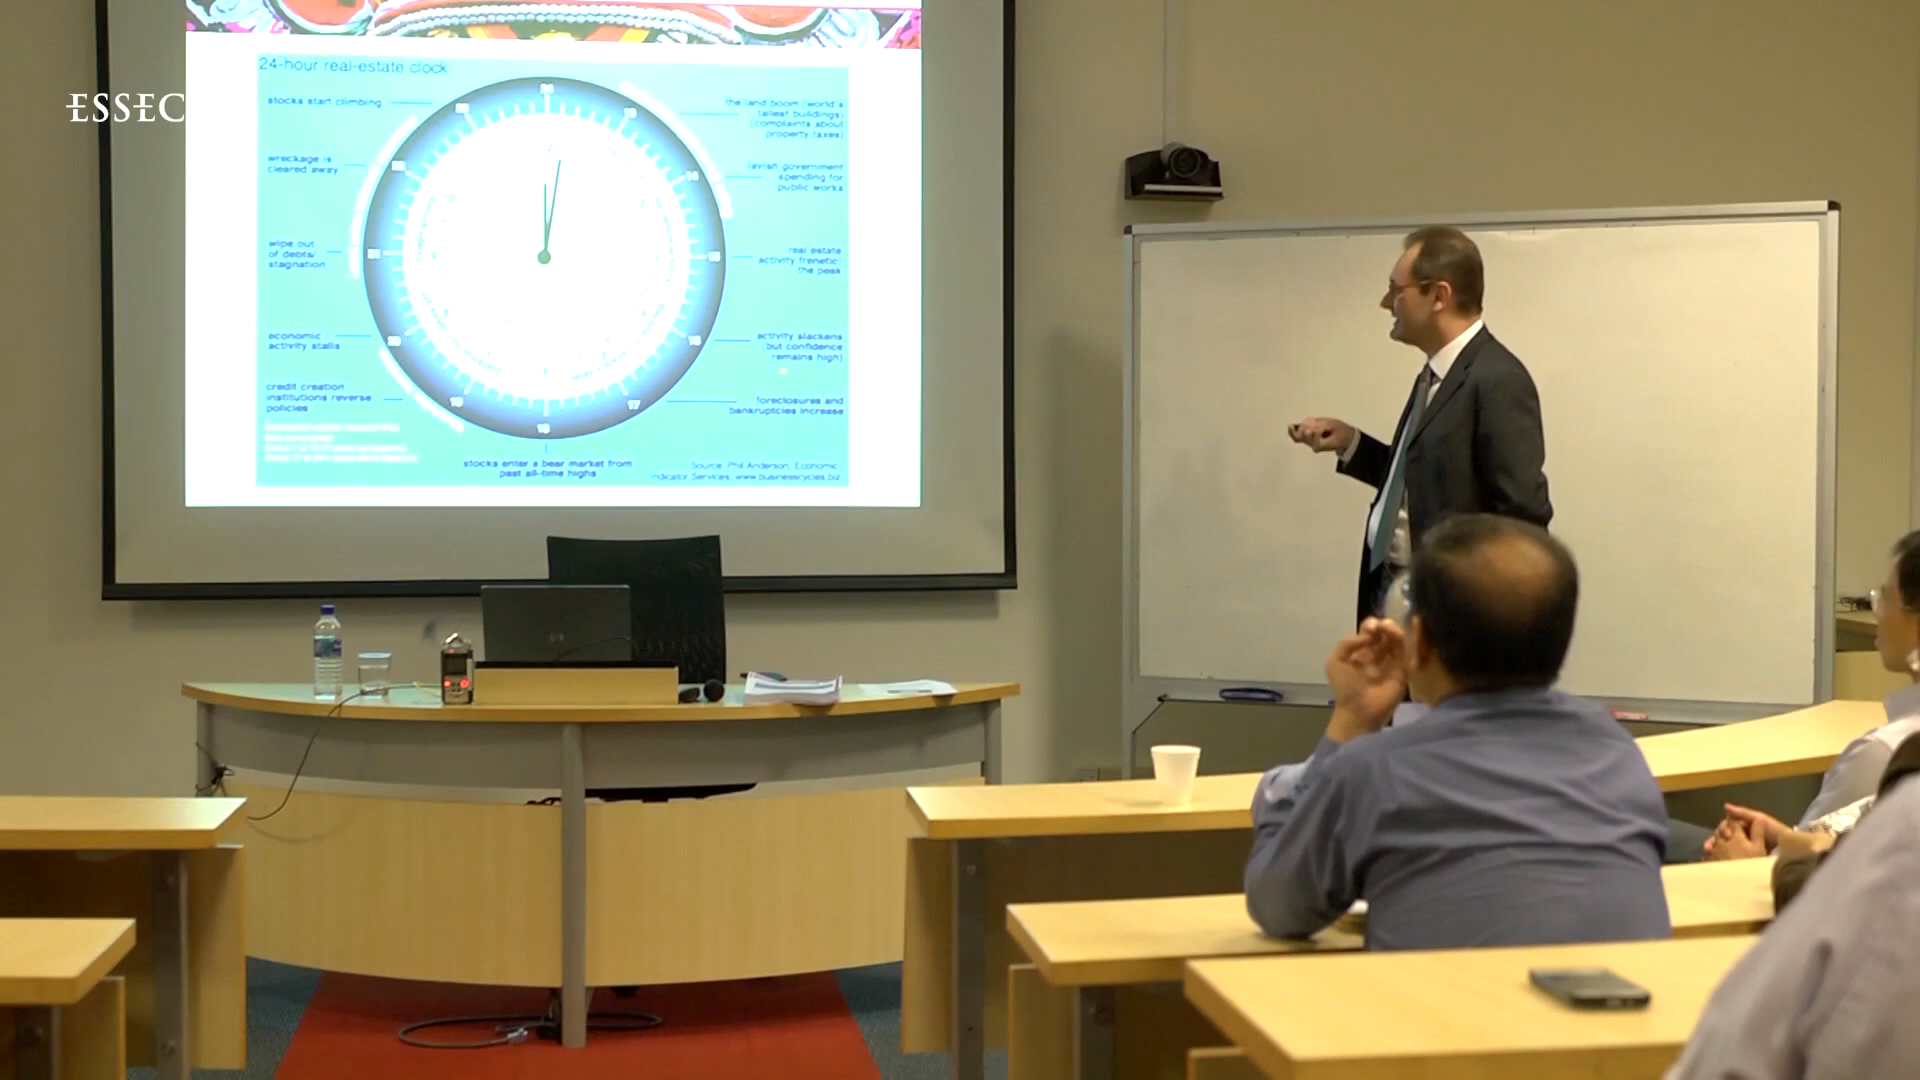 24-hour real-estate clock
ESSEC
stocks start climbing
wreckage is
cleared away
wipe out
of debts/
stagnation
economic
activity stalls
credit creation
institutions reverse
policies
the land boom (world's
tallest buildings)
(complaints about
property taxes)
lavish government
spending for
public works
real estate
activity frenetic:
the peak
activity slackens
(but confidence
remains high)
foreclosures and
bankruptcies increase
17
18
stocks enter a bear market from
past all-time highs
Source: Phil Anderson, Economic
Indicator Services, www.businesscycles.biz